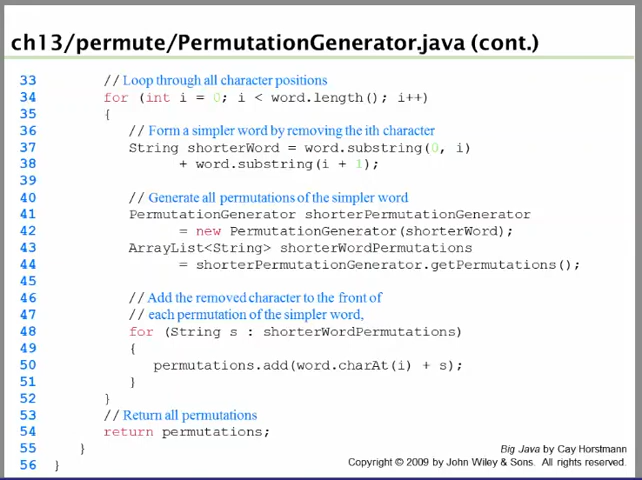 ch13/permute/PermutationGenerator.java (cont.)
33 // Loop through all character positions
34 for (int i = 0; i < word.length(); i++)
35 {
36 // Form a simpler word by removing the ith character
37 String shorterWord = word.substring(0, i)
38 + word.substring(i + 1);
39
40 // Generate all permutations of the simpler word
41 PermutationGenerator shorterPermutationGenerator
42 = new PermutationGenerator(shorterWord);
43 ArrayList<String> shorterWordPermutations
44 = shorterPermutationGenerator.getPermutations();
45
46 // Add the removed character to the front of
47 // each permutation of the simpler word,
48 for (String s : shorterWordPermutations)
49 {
50 permutations.add(word.charAt(i) + s);
51 }
52 }
53 // Return all permutations
54 return permutations;
55 }
56 }
Big Java by Cay Horstmann
Copyright © 2009 by John Wiley & Sons. All rights reserved.